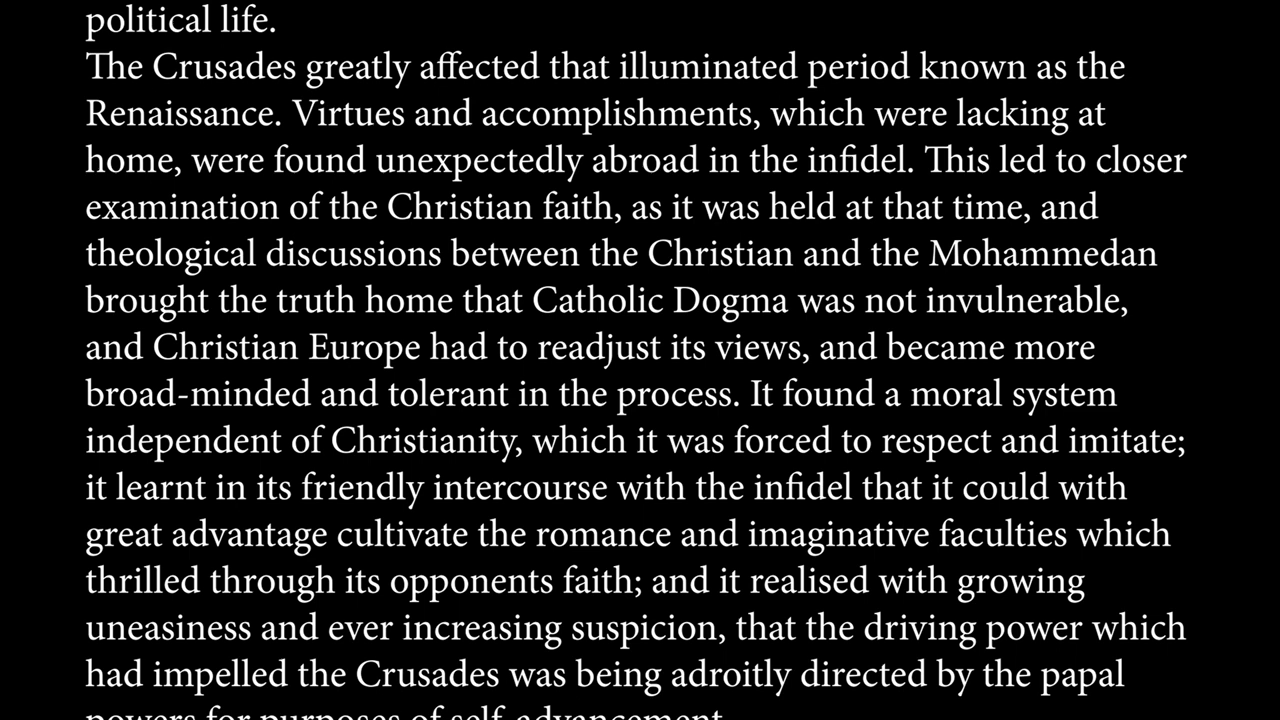 political life.
The Crusades greatly affected that illuminated period known as the
Renaissance. Virtues and accomplishments, which were lacking at
home, were found unexpectedly abroad in the infidel. This led to closer
examination of the Christian faith, as it was held at that time, and
theological discussions between the Christian and the Mohammedan
brought the truth home that Catholic Dogma was not invulnerable,
and Christian Europe had to readjust its views, and became more
broad-minded and tolerant in the process. It found a moral system
independent of Christianity, which it was forced to respect and imitate;
it learnt in its friendly intercourse with the infidel that it could with
great advantage cultivate the romance and imaginative faculties which
thrilled through its opponents faith; and it realised with growing
uneasiness and ever increasing suspicion, that the driving power which
had impelled the Crusades was being adroitly directed by the papal
powers for purposes of self-advancement